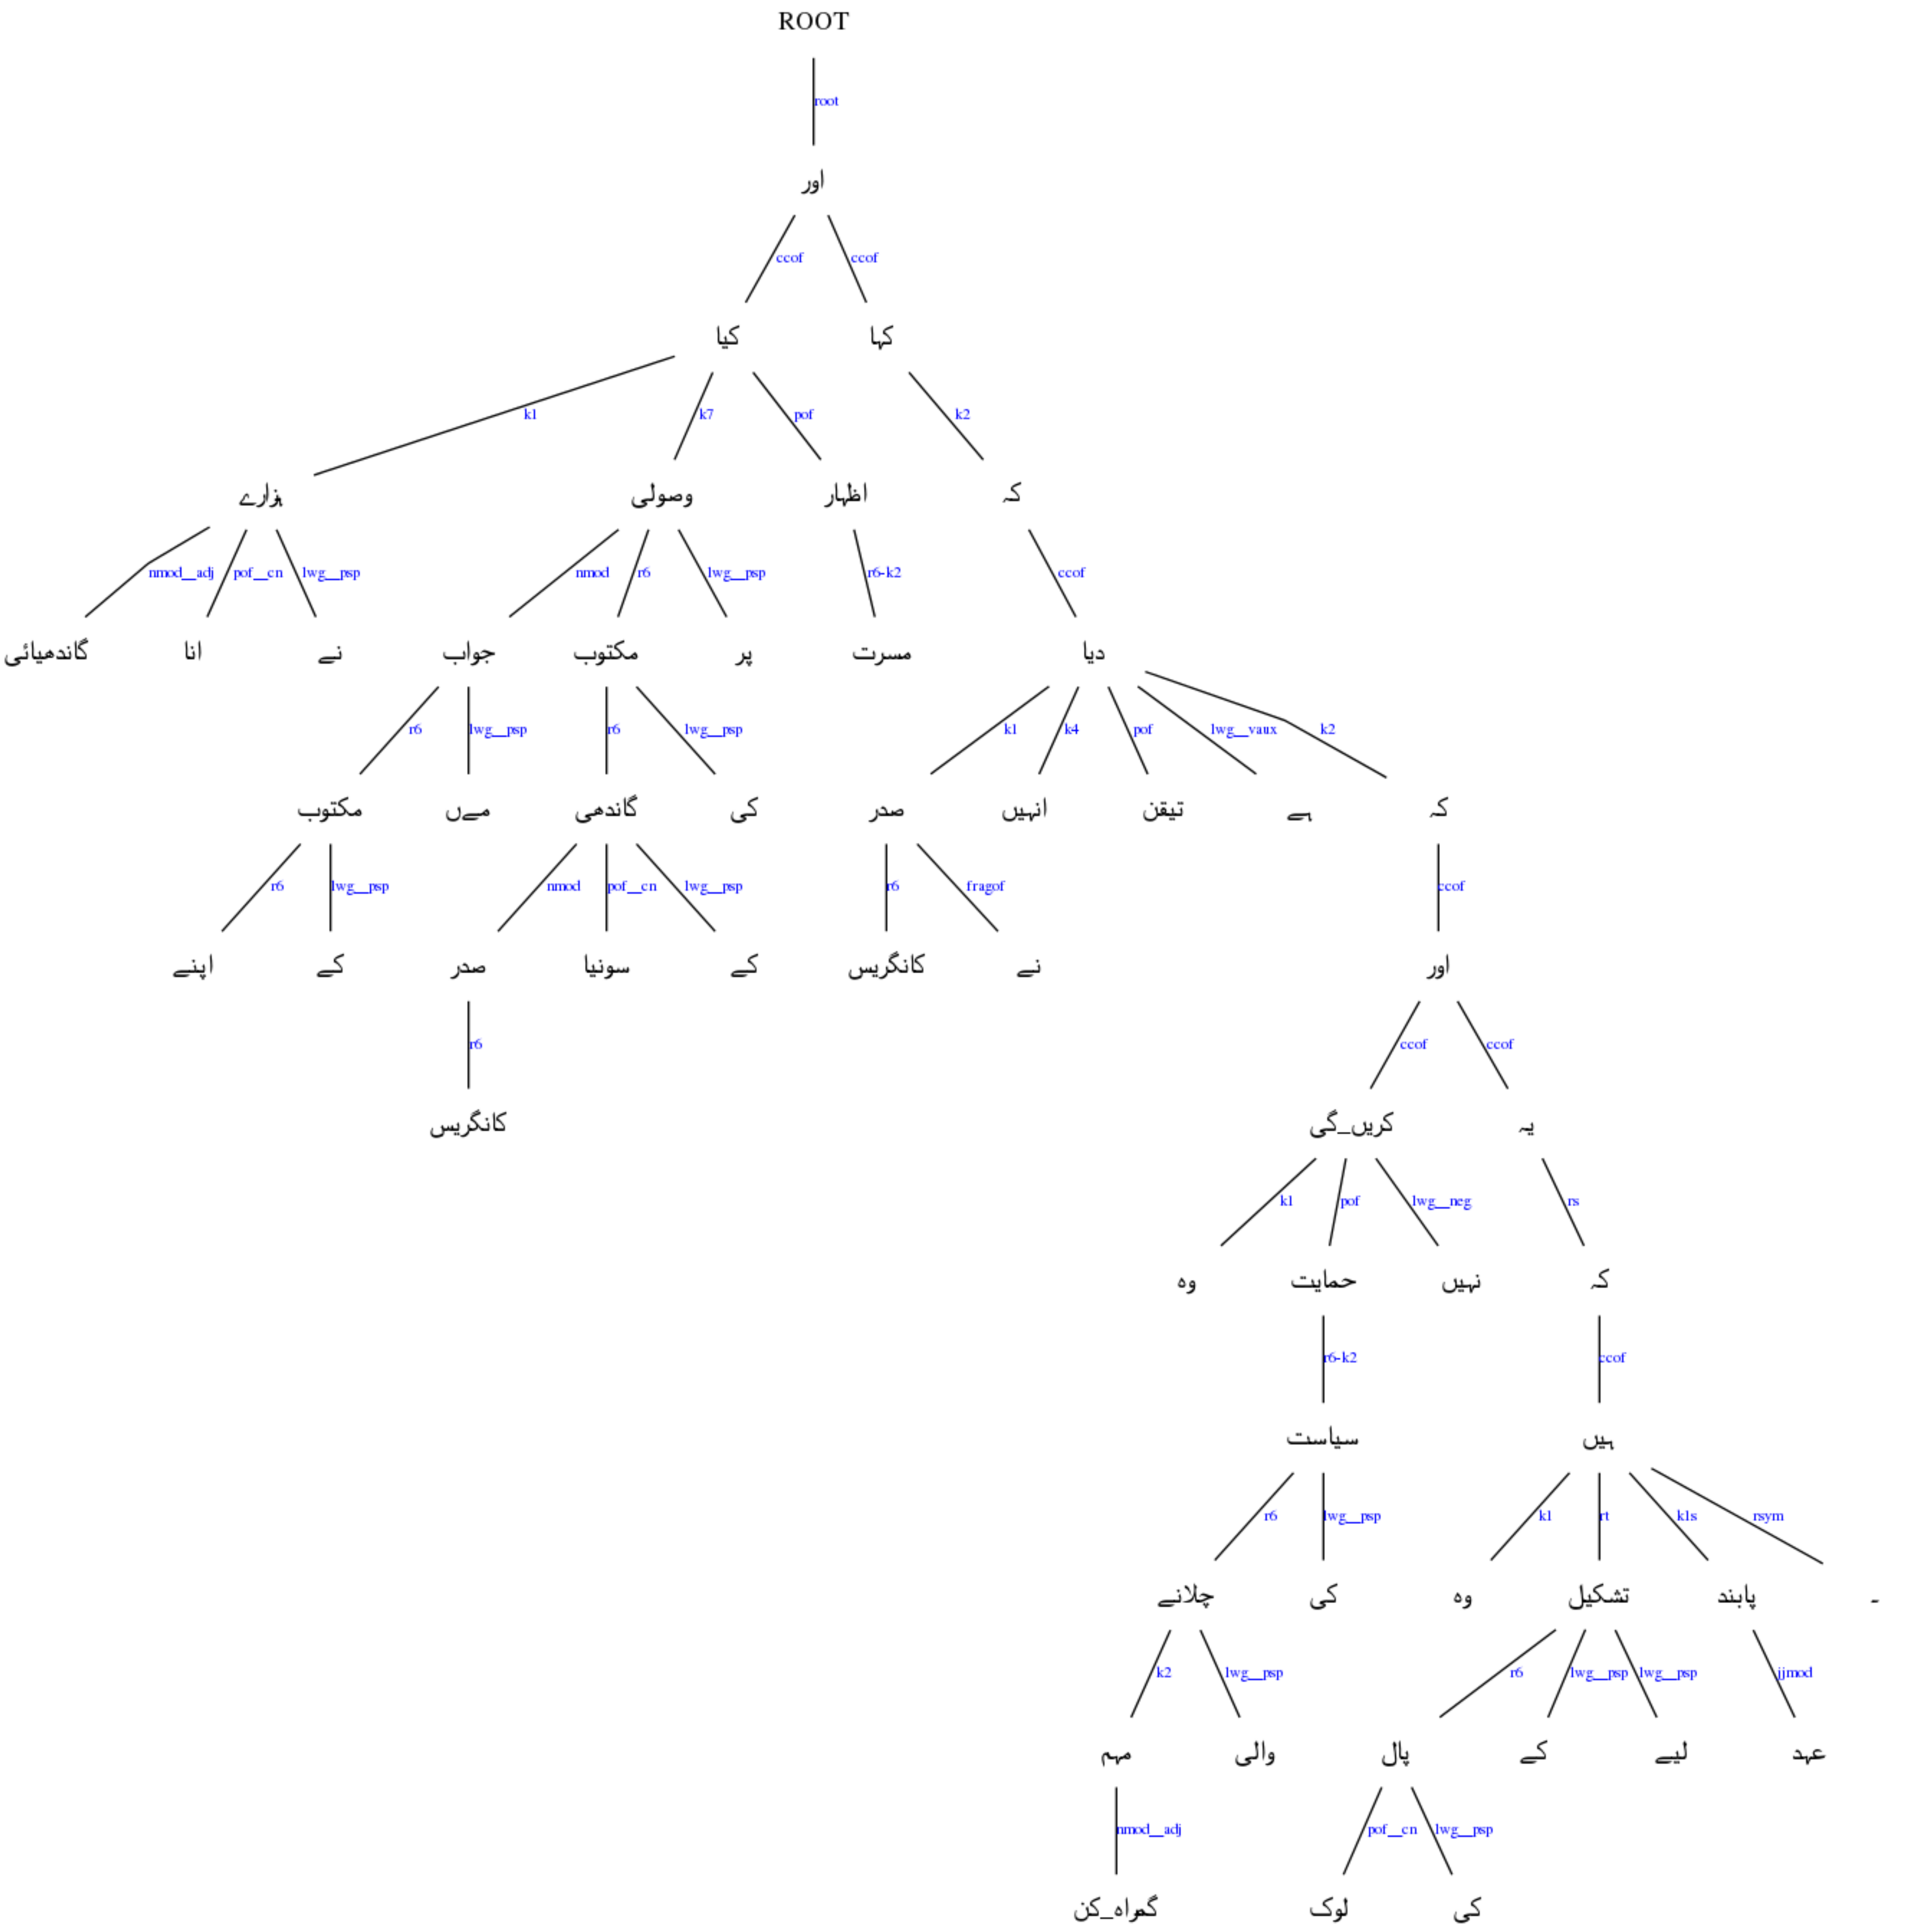 ROOT
root
اور
ccof ccof
کیا کہا
k1 k7 pof k2
ہزارے وصولی اظہار کہ
nmod__adj pof__cn lwg__psp nmod r6 lwg__psp r6-k2 ccof
گاندھیائی انا نے جواب مکتوب پر مسرت دیا
r6 lwg__psp r6 lwg__psp k1 k4 pof lwg__vaux k2
مکتوب مےں گاندھی کی صدر انہیں تیقن ہے کہ
r6 lwg__psp nmod pof__cn lwg__psp r6 fragof ccof
اپنے کے صدر سونیا کے کانگریس نے اور
r6 ccof ccof
کانگریس کریں_گی یہ
k1 pof lwg__neg rs
وہ حمایت نہیں کہ
r6-k2 ccof
سیاست ہیں
r6 lwg__psp k1 rt k1s rsym
چلانے کی وہ تشکیل پابند ۔
k2 lwg__psp r6 lwg__psp lwg__psp jjmod
مہم والی پال کے لیے عہد
nmod__adj pof__cn lwg__psp
گمراہ_کن لوک کی